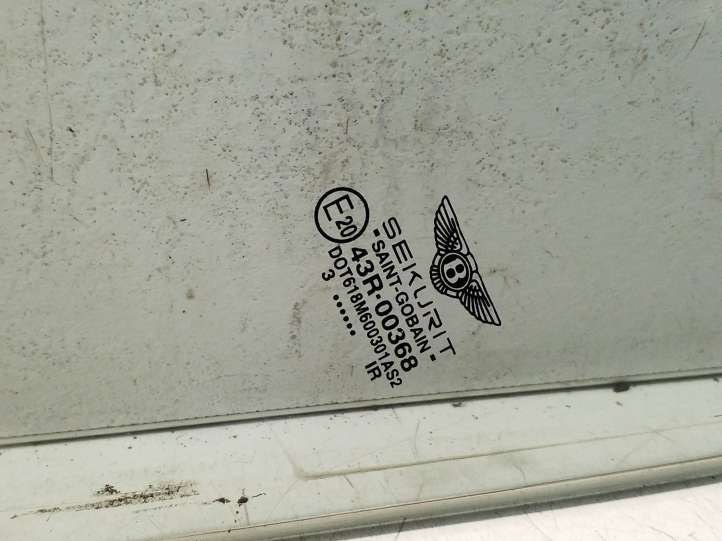 B
SEKURIT
SAINT-GOBAIN
E20 43R-00368
DOT618M600301AS2
3 ...... IR